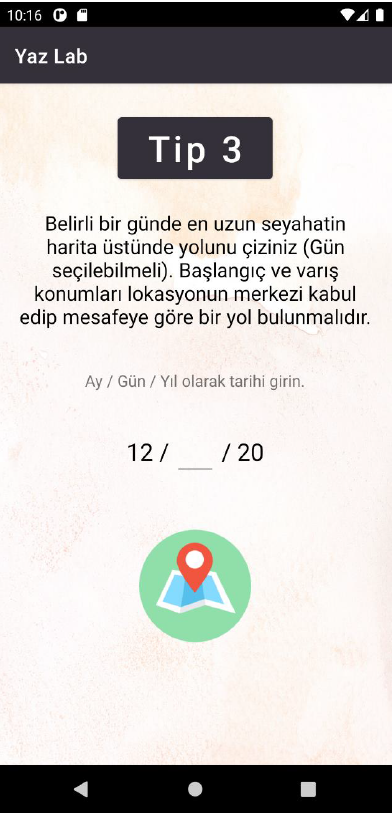 10:16
Yaz Lab
Tip 3
Belirli bir günde en uzun seyahatin
harita üstünde yolunu çiziniz (Gün
seçilebilmeli). Başlangıç ve varış
konumları lokasyonun merkezi kabul
edip mesafeye göre bir yol bulunmalıdır.
Ay / Gün / Yıl olarak tarihi girin.
12 / ___ / 20